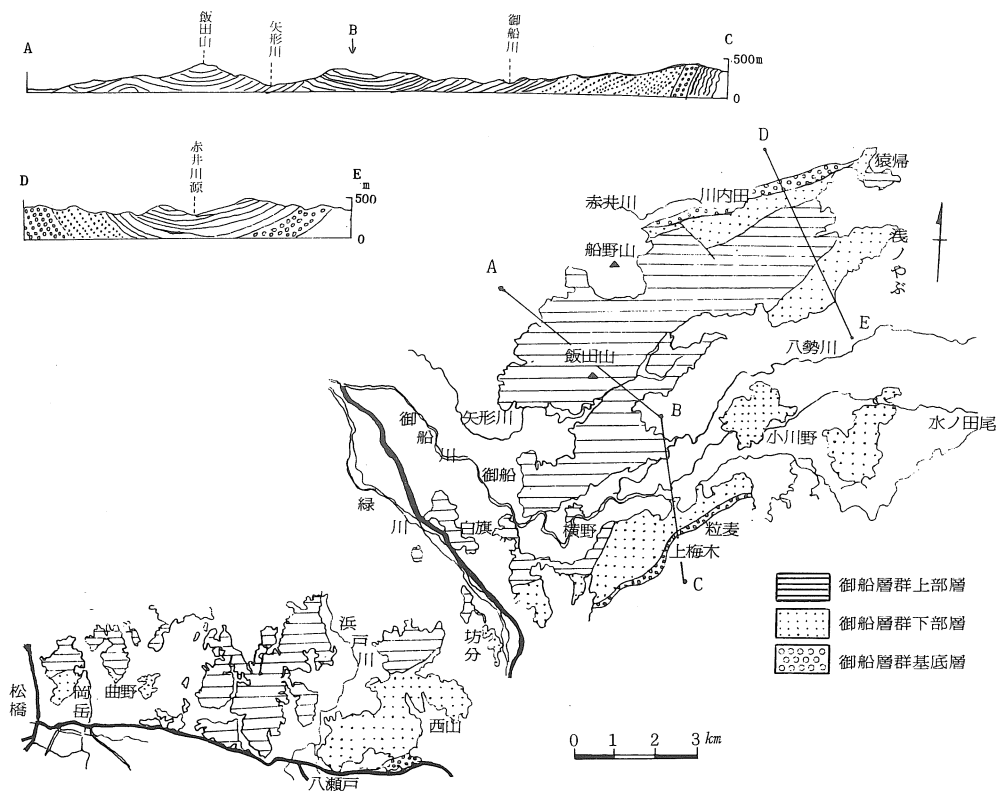 A
飯田山
矢形川
B
御船川
C
500m
0
D
赤井川源
E
m
500
0
D
猿帰
川内田
赤井川
浅ノやぶ
船野山
A
E
八勢川
飯田山
B
矢形川
御船川
水ノ田尾
小川野
御船
緑川
白旗
横野
粒麦
上梅木
C
御船層群上部層
御船層群下部層
御船層群基底層
浜戸川
坊分
松橋
岡岳
曲野
西山
八瀬戸
0 1 2 3 km